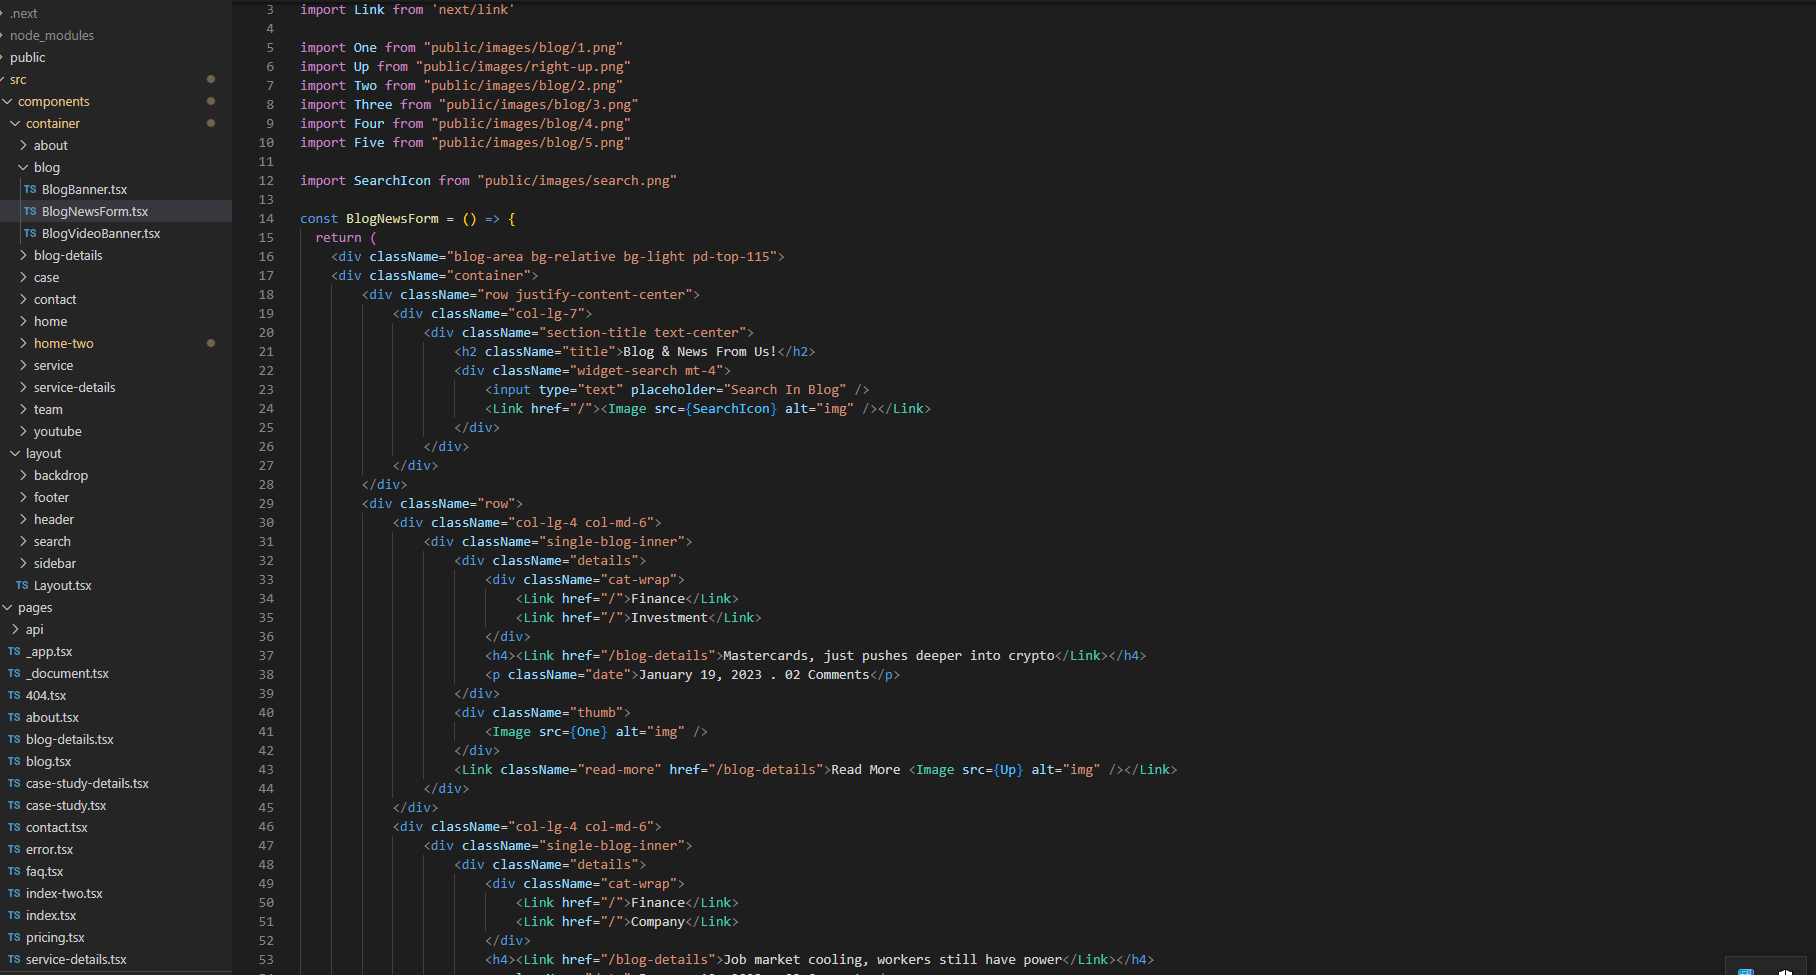 .next
node_modules
public
src
components
container
about
blog
TS BlogBanner.tsx
TS BlogNewsForm.tsx
TS BlogVideoBanner.tsx
blog-details
case
contact
home
home-two
service
service-details
team
youtube
layout
backdrop
footer
header
search
sidebar
TS Layout.tsx
pages
api
TS _app.tsx
TS _document.tsx
TS 404.tsx
TS about.tsx
TS blog-details.tsx
TS blog.tsx
TS case-study-details.tsx
TS case-study.tsx
TS contact.tsx
TS error.tsx
TS faq.tsx
TS index-two.tsx
TS index.tsx
TS pricing.tsx
TS service-details.tsx
3 import Link from 'next/link'
4
5 import One from "public/images/blog/1.png"
6 import Up from "public/images/right-up.png"
7 import Two from "public/images/blog/2.png"
8 import Three from "public/images/blog/3.png"
9 import Four from "public/images/blog/4.png"
10 import Five from "public/images/blog/5.png"
11
12 import SearchIcon from "public/images/search.png"
13
14 const BlogNewsForm = () => {
15 return (
16 <div className="blog-area bg-relative bg-light pd-top-115">
17 <div className="container">
18 <div className="row justify-content-center">
19 <div className="col-lg-7">
20 <div className="section-title text-center">
21 <h2 className="title">Blog & News From Us!</h2>
22 <div className="widget-search mt-4">
23 <input type="text" placeholder="Search In Blog" />
24 <Link href="/"><Image src={SearchIcon} alt="img" /></Link>
25 </div>
26 </div>
27 </div>
28 </div>
29 <div className="row">
30 <div className="col-lg-4 col-md-6">
31 <div className="single-blog-inner">
32 <div className="details">
33 <div className="cat-wrap">
34 <Link href="/">Finance</Link>
35 <Link href="/">Investment</Link>
36 </div>
37 <h4><Link href="/blog-details">Mastercards, just pushes deeper into crypto</Link></h4>
38 <p className="date">January 19, 2023 . 02 Comments</p>
39 </div>
40 <div className="thumb">
41 <Image src={One} alt="img" />
42 </div>
43 <Link className="read-more" href="/blog-details">Read More <Image src={Up} alt="img" /></Link>
44 </div>
45 </div>
46 <div className="col-lg-4 col-md-6">
47 <div className="single-blog-inner">
48 <div className="details">
49 <div className="cat-wrap">
50 <Link href="/">Finance</Link>
51 <Link href="/">Company</Link>
52 </div>
53 <h4><Link href="/blog-details">Job market cooling, workers still have power</Link></h4>